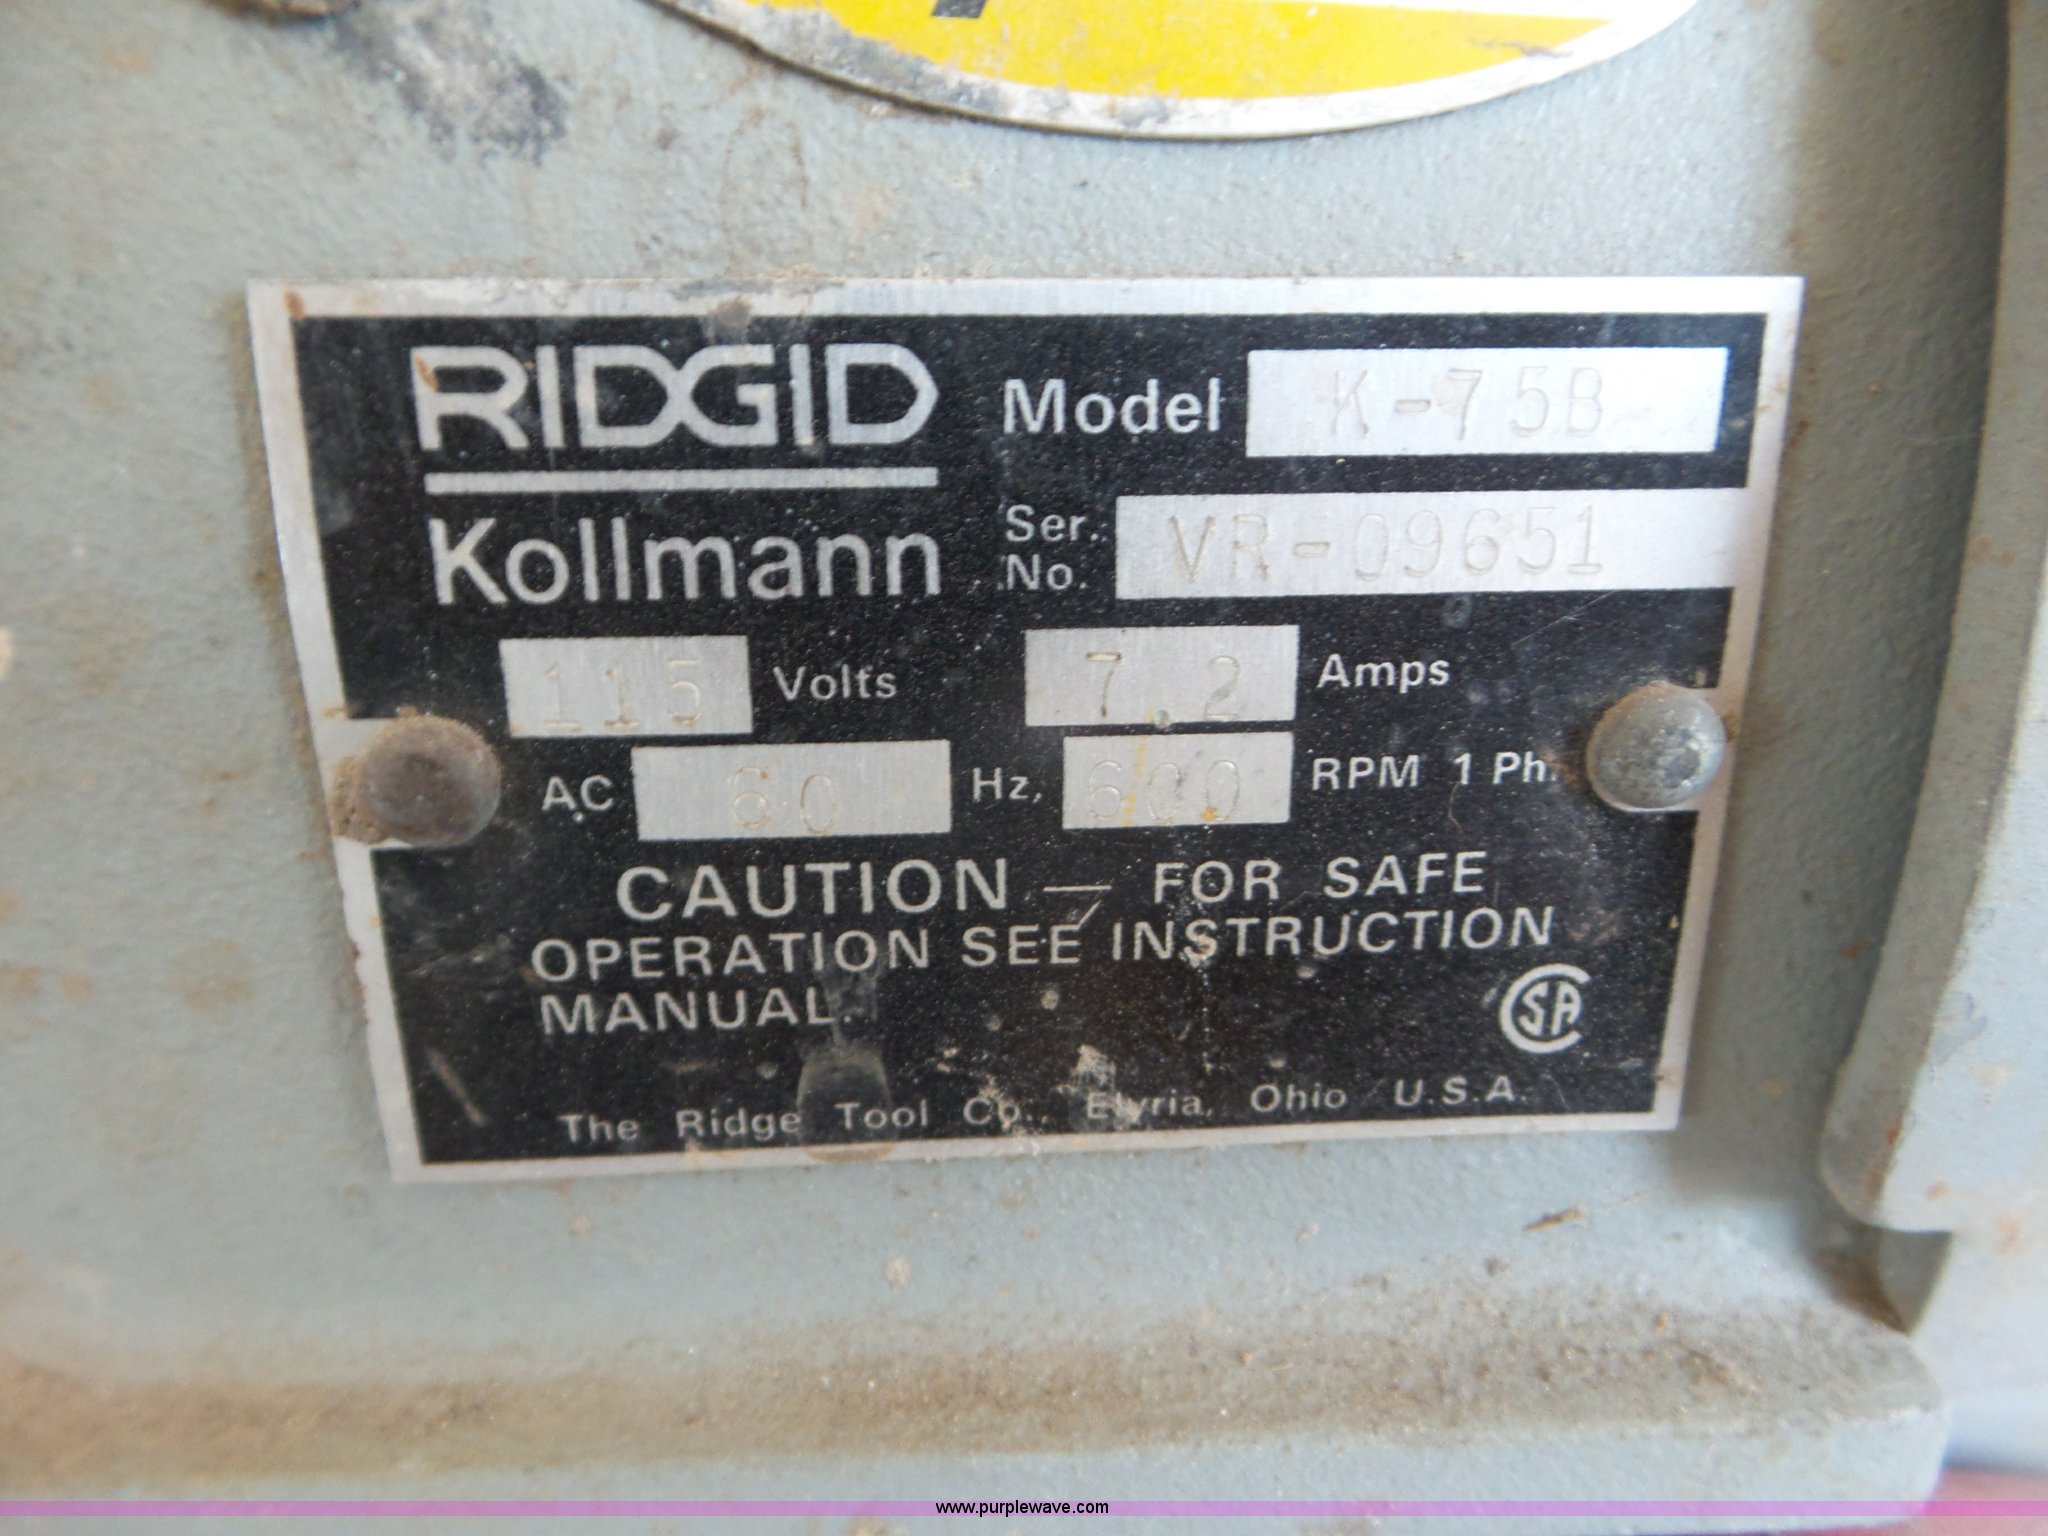 RIDGID
Kollmann
Model K-75B
Ser. No. VR-09651
115 Volts 7.2 Amps
AC 60 Hz, 600 RPM 1 Ph.
CAUTION — FOR SAFE
OPERATION SEE INSTRUCTION
MANUAL.
CSA
The Ridge Tool Co., Elyria, Ohio U.S.A.
www.purplewave.com